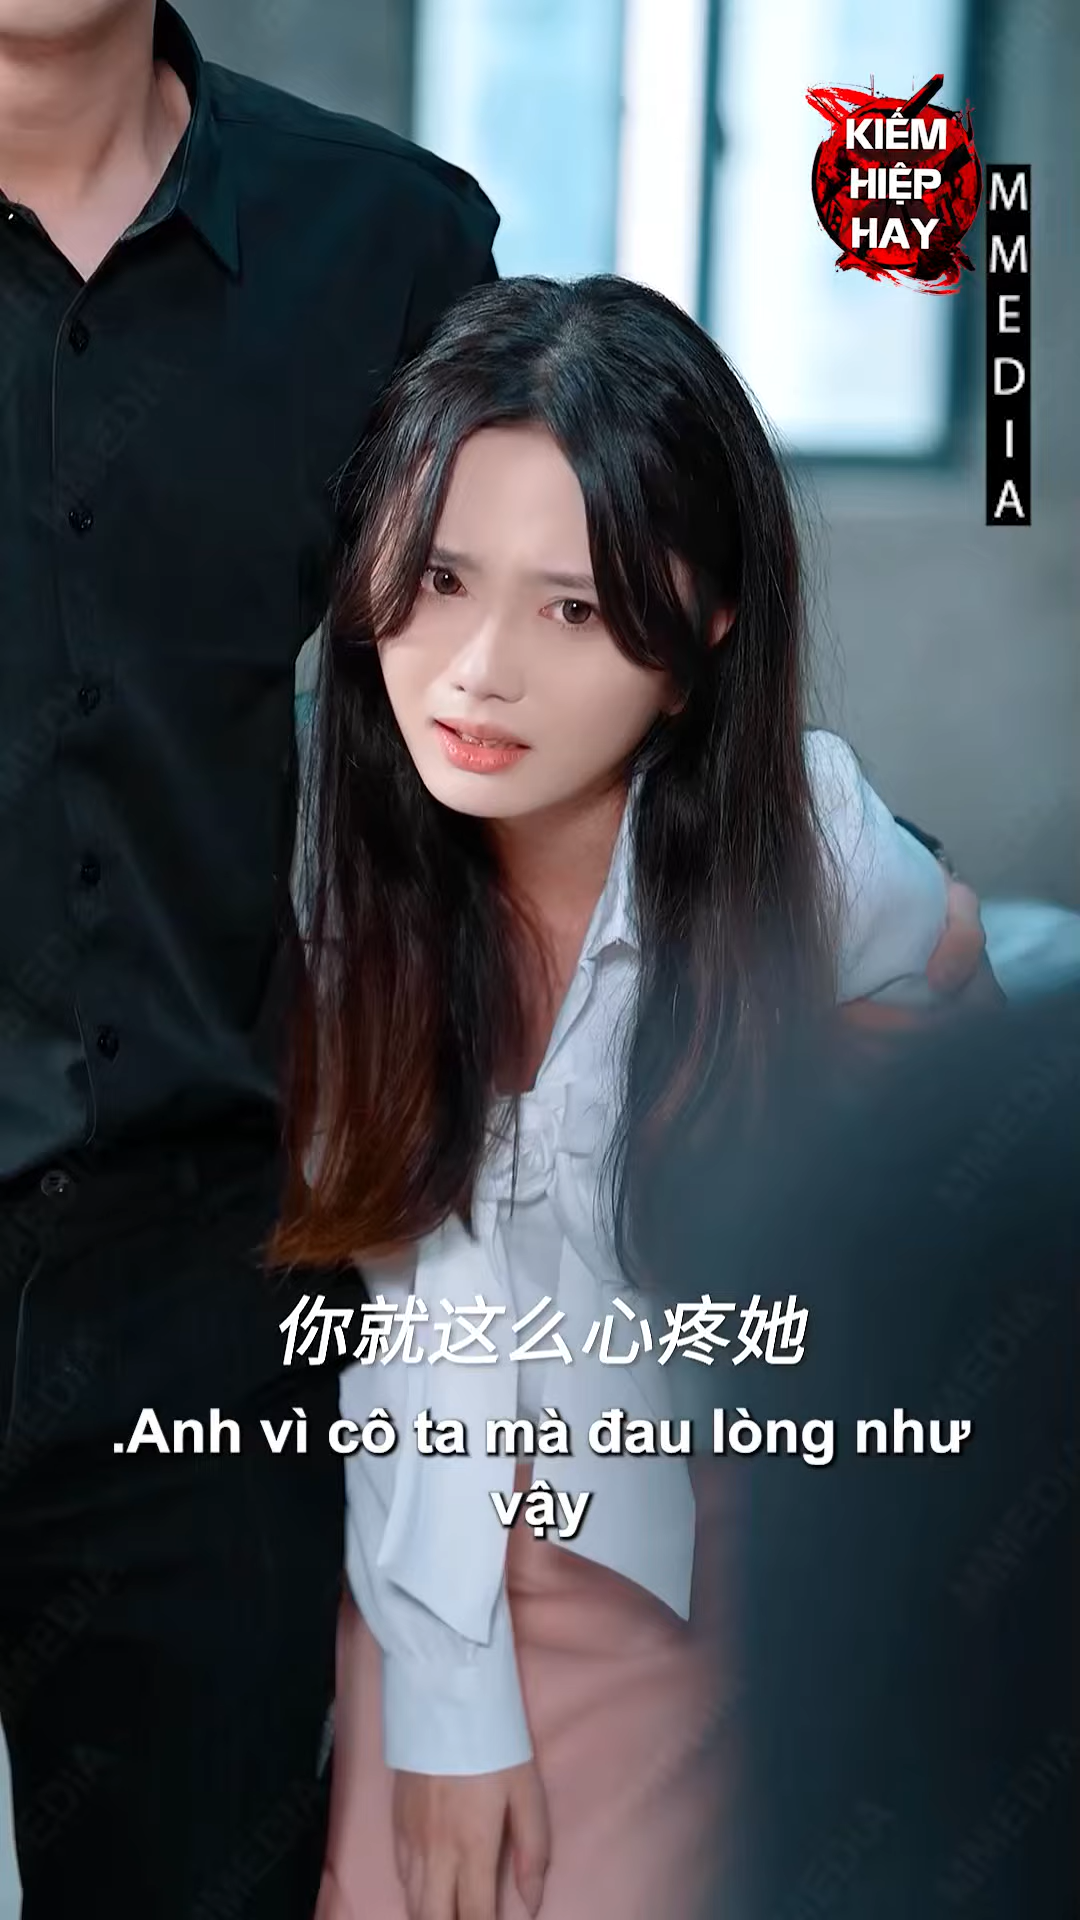 KIẾM
HIỆP
HAY
MMEDIA
你就这么心疼她
.Anh vì cô ta mà đau lòng như
vậy